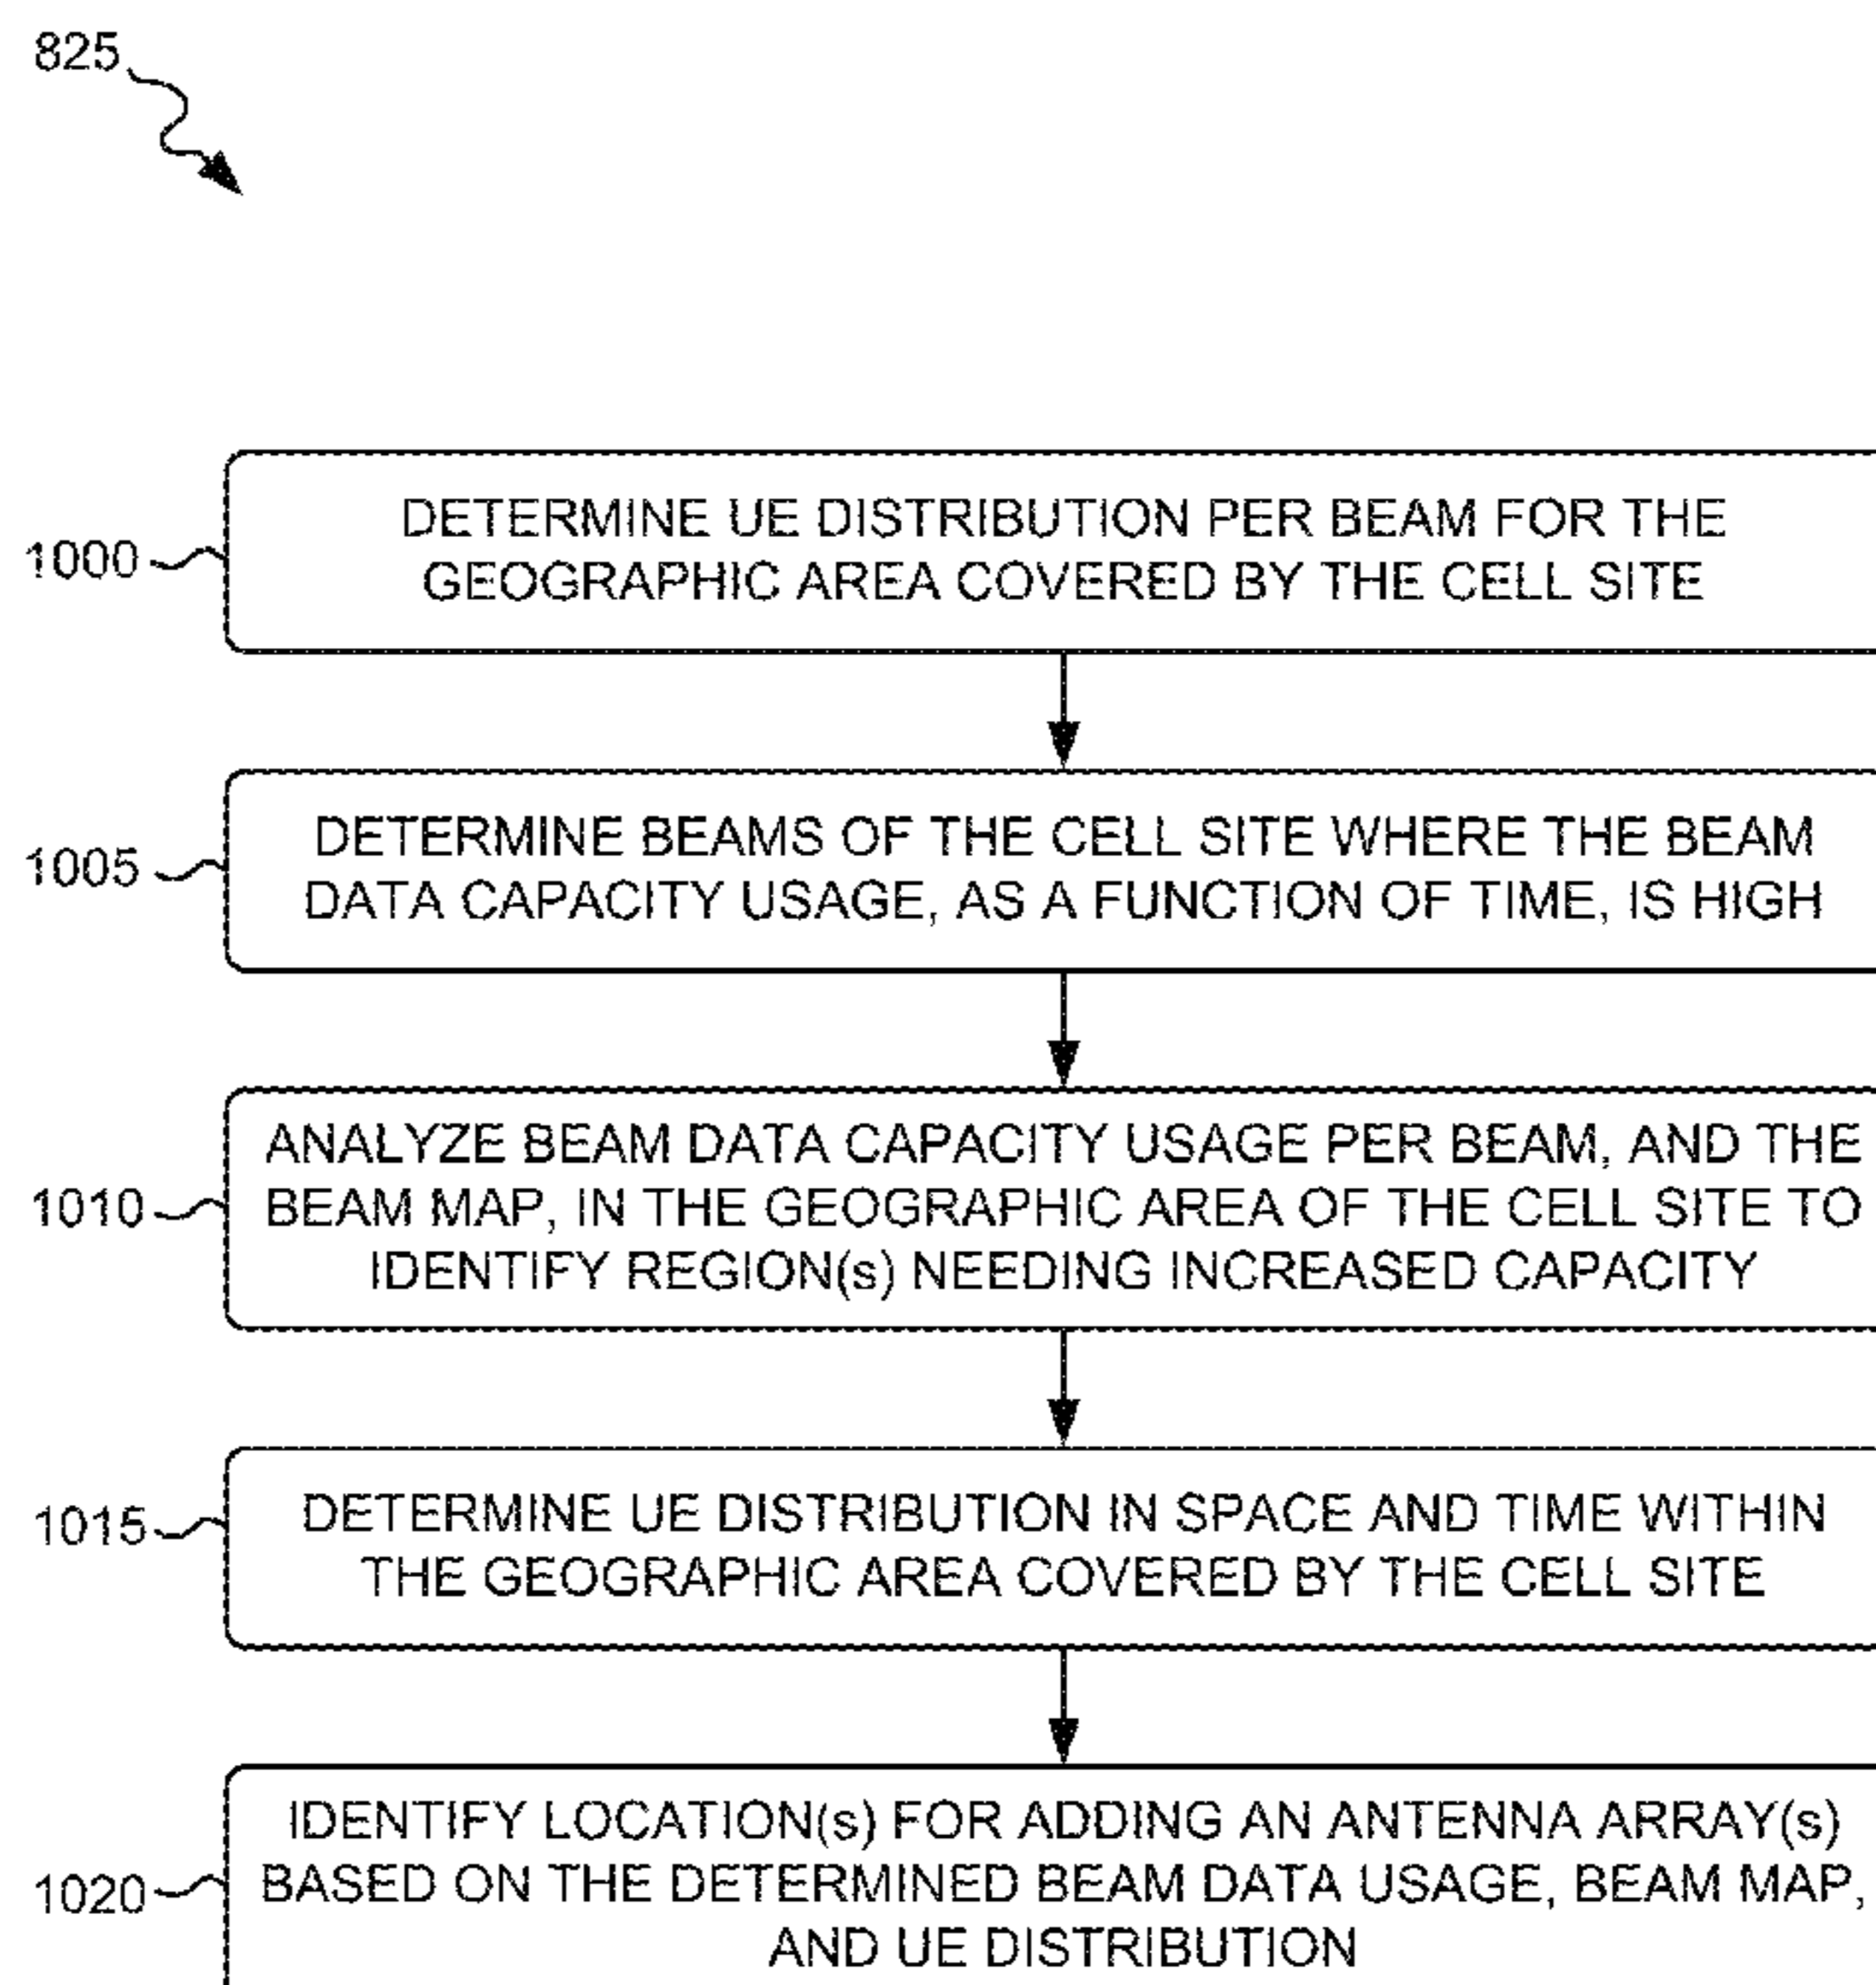 825
1000
DETERMINE UE DISTRIBUTION PER BEAM FOR THE
GEOGRAPHIC AREA COVERED BY THE CELL SITE
1005
DETERMINE BEAMS OF THE CELL SITE WHERE THE BEAM
DATA CAPACITY USAGE, AS A FUNCTION OF TIME, IS HIGH
1010
ANALYZE BEAM DATA CAPACITY USAGE PER BEAM, AND THE
BEAM MAP, IN THE GEOGRAPHIC AREA OF THE CELL SITE TO
IDENTIFY REGION(s) NEEDING INCREASED CAPACITY
1015
DETERMINE UE DISTRIBUTION IN SPACE AND TIME WITHIN
THE GEOGRAPHIC AREA COVERED BY THE CELL SITE
1020
IDENTIFY LOCATION(s) FOR ADDING AN ANTENNA ARRAY(s)
BASED ON THE DETERMINED BEAM DATA USAGE, BEAM MAP,
AND UE DISTRIBUTION